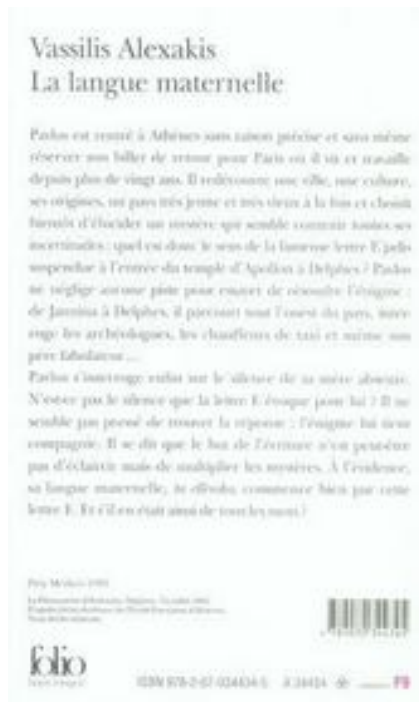 Vassilis Alexakis
La langue maternelle
Pavlos est rentré à Athènes sans raison précise et sans même
réserver son billet de retour pour Paris où il vit et travaille
depuis plus de vingt ans. Il redécouvre une ville, une culture,
ses origines, un pays très jeune et très vieux à la fois et choisit
bientôt d'élucider un mystère qui semble contenir toutes ses
incertitudes : quel est donc le sens de la fameuse lettre E jadis
suspendue à l'entrée du temple d'Apollon à Delphes ? Pavlos
ne néglige aucune piste pour essayer de résoudre l'énigme :
de Jannina à Delphes, il parcourt tout l'ouest du pays, inter-
roge les archéologues, les chauffeurs de taxi et même son
père fabulateur...
Pavlos s'interroge enfin sur le silence de sa mère absente.
N'est-ce pas le silence que la lettre E évoque pour lui ? Il ne
semble pas pressé de trouver la réponse : l'énigme lui tient
compagnie. Il se dit que le but de l'écriture n'est peut-être
pas d'éclaircir mais de multiplier les mystères. À l'évidence,
sa langue maternelle, commence bien par cette
lettre E. Et s'il en était ainsi de tous les mots ?
Prix Médicis 1995
folio
ISBN 978-2-07-034434-5 A 34434
F9